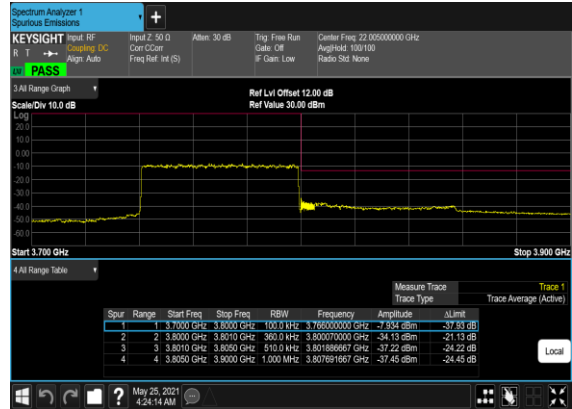 Spectrum Analyzer 1
Spurious Emissions
KEYSIGHT Input: RF Input Z: 50 Ω Atten: 30 dB Trig: Free Run Center Freq: 22.005000000 GHz
R T Coupling: DC Corr CCorr Gate: Off Avg|Hold: 100/100
Align: Auto Freq Ref: Int (S) IF Gain: Low Radio Std: None
PASS
3 All Range Graph
Ref Lvl Offset 12.00 dB
Scale/Div 10.0 dB Ref Value 30.00 dBm
Log
20.0
10.0
0.00
-10.0
-20.0
-30.0
-40.0
-50.0
-60.0
Start 3.700 GHz Stop 3.900 GHz
4 All Range Table
Measure Trace Trace 1
Trace Type Trace Average (Active)
Spur Range Start Freq Stop Freq RBW Frequency Amplitude ΔLimit
1 1 3.7000 GHz 3.8000 GHz 100.0 kHz 3.766000000 GHz -7.934 dBm -37.93 dB
2 2 3.8000 GHz 3.8010 GHz 360.0 kHz 3.800070000 GHz -34.13 dBm -21.13 dB
3 3 3.8010 GHz 3.8050 GHz 510.0 kHz 3.801886667 GHz -37.22 dBm -24.22 dB
4 4 3.8050 GHz 3.9000 GHz 1.000 MHz 3.807691667 GHz -37.45 dBm -24.45 dB
Local
May 25, 2021
4:24:14 AM